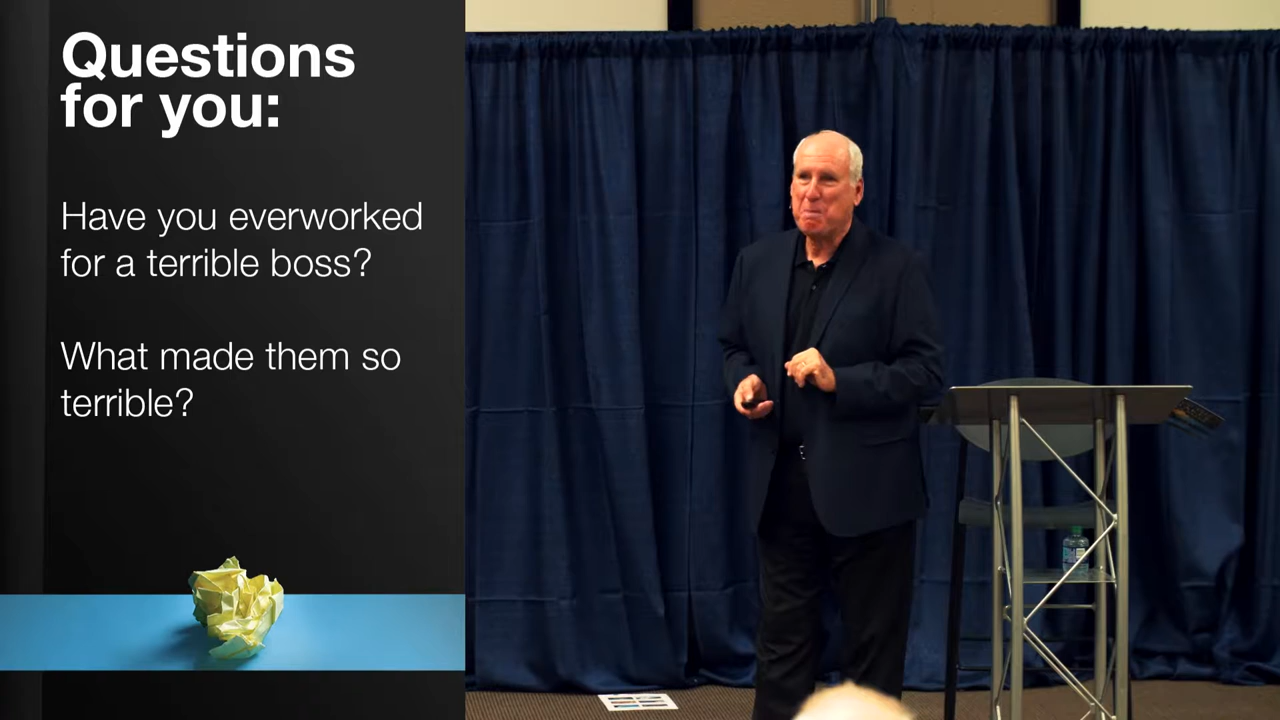 Questions
for you:
Have you everworked
for a terrible boss?
What made them so
terrible?